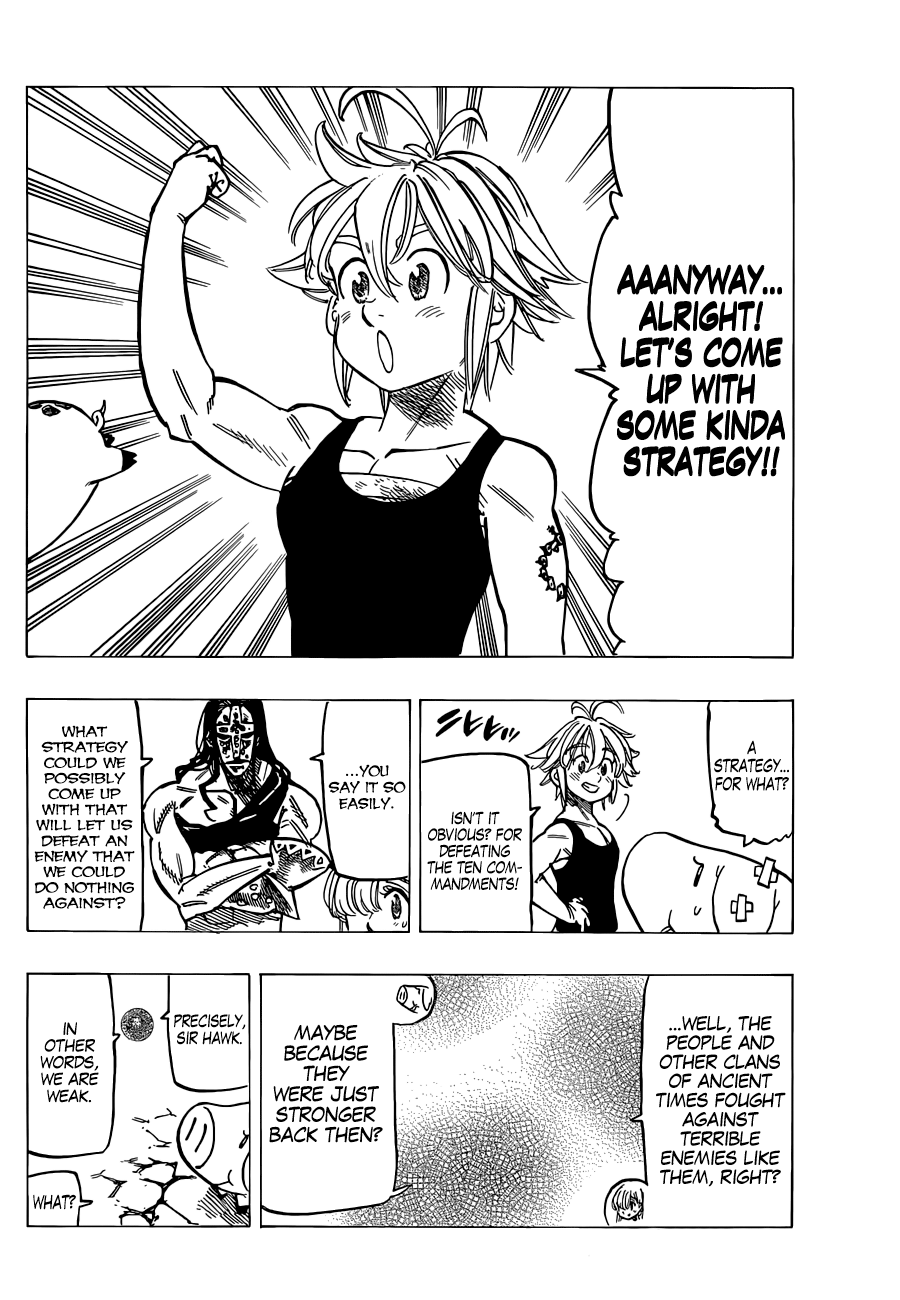 AAANYWAY...
ALRIGHT!
LET'S COME
UP WITH
SOME KINDA
STRATEGY!!
A
STRATEGY...
FOR WHAT?
テレビッ
ISN'T IT
OBVIOUS? FOR
DEFEATING
THE TEN COM-
MANDMENTS!
...YOU
SAY IT SO
EASILY.
WHAT
STRATEGY
COULD WE
POSSIBLY
COME UP
WITH THAT
WILL LET US
DEFEAT AN
ENEMY THAT
WE COULD
DO NOTHING
AGAINST?
...WELL, THE
PEOPLE AND
OTHER CLANS
OF ANCIENT
TIMES FOUGHT
AGAINST
TERRIBLE
ENEMIES LIKE
THEM, RIGHT?
MAYBE
BECAUSE
THEY
WERE JUST
STRONGER
BACK THEN?
PRECISELY,
SIR HAWK.
IN
OTHER
WORDS,
WE ARE
WEAK.
WHAT?